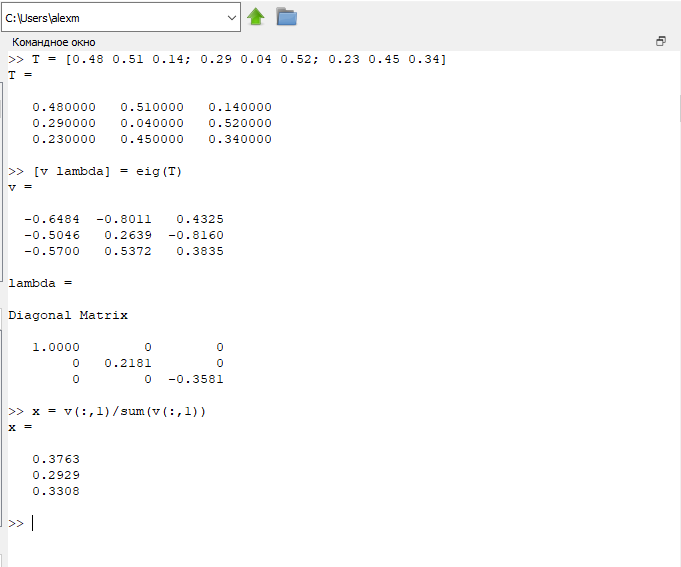 C:\Users\alexm
Командное окно
>> T = [0.48 0.51 0.14; 0.29 0.04 0.52; 0.23 0.45 0.34]
T =
0.480000 0.510000 0.140000
0.290000 0.040000 0.520000
0.230000 0.450000 0.340000
>> [v lambda] = eig(T)
v =
-0.6484 -0.8011 0.4325
-0.5046 0.2639 -0.8160
-0.5700 0.5372 0.3835
lambda =
Diagonal Matrix
1.0000 0 0
0 0.2181 0
0 0 -0.3581
>> x = v(:,1)/sum(v(:,1))
x =
0.3763
0.2929
0.3308
>>